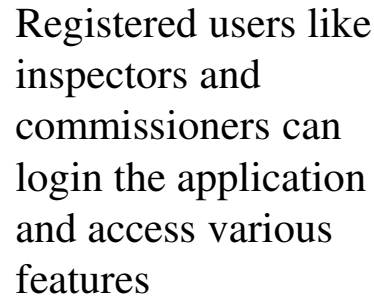 Registered users like
inspectors and
commissioners can
login the application
and access various
features